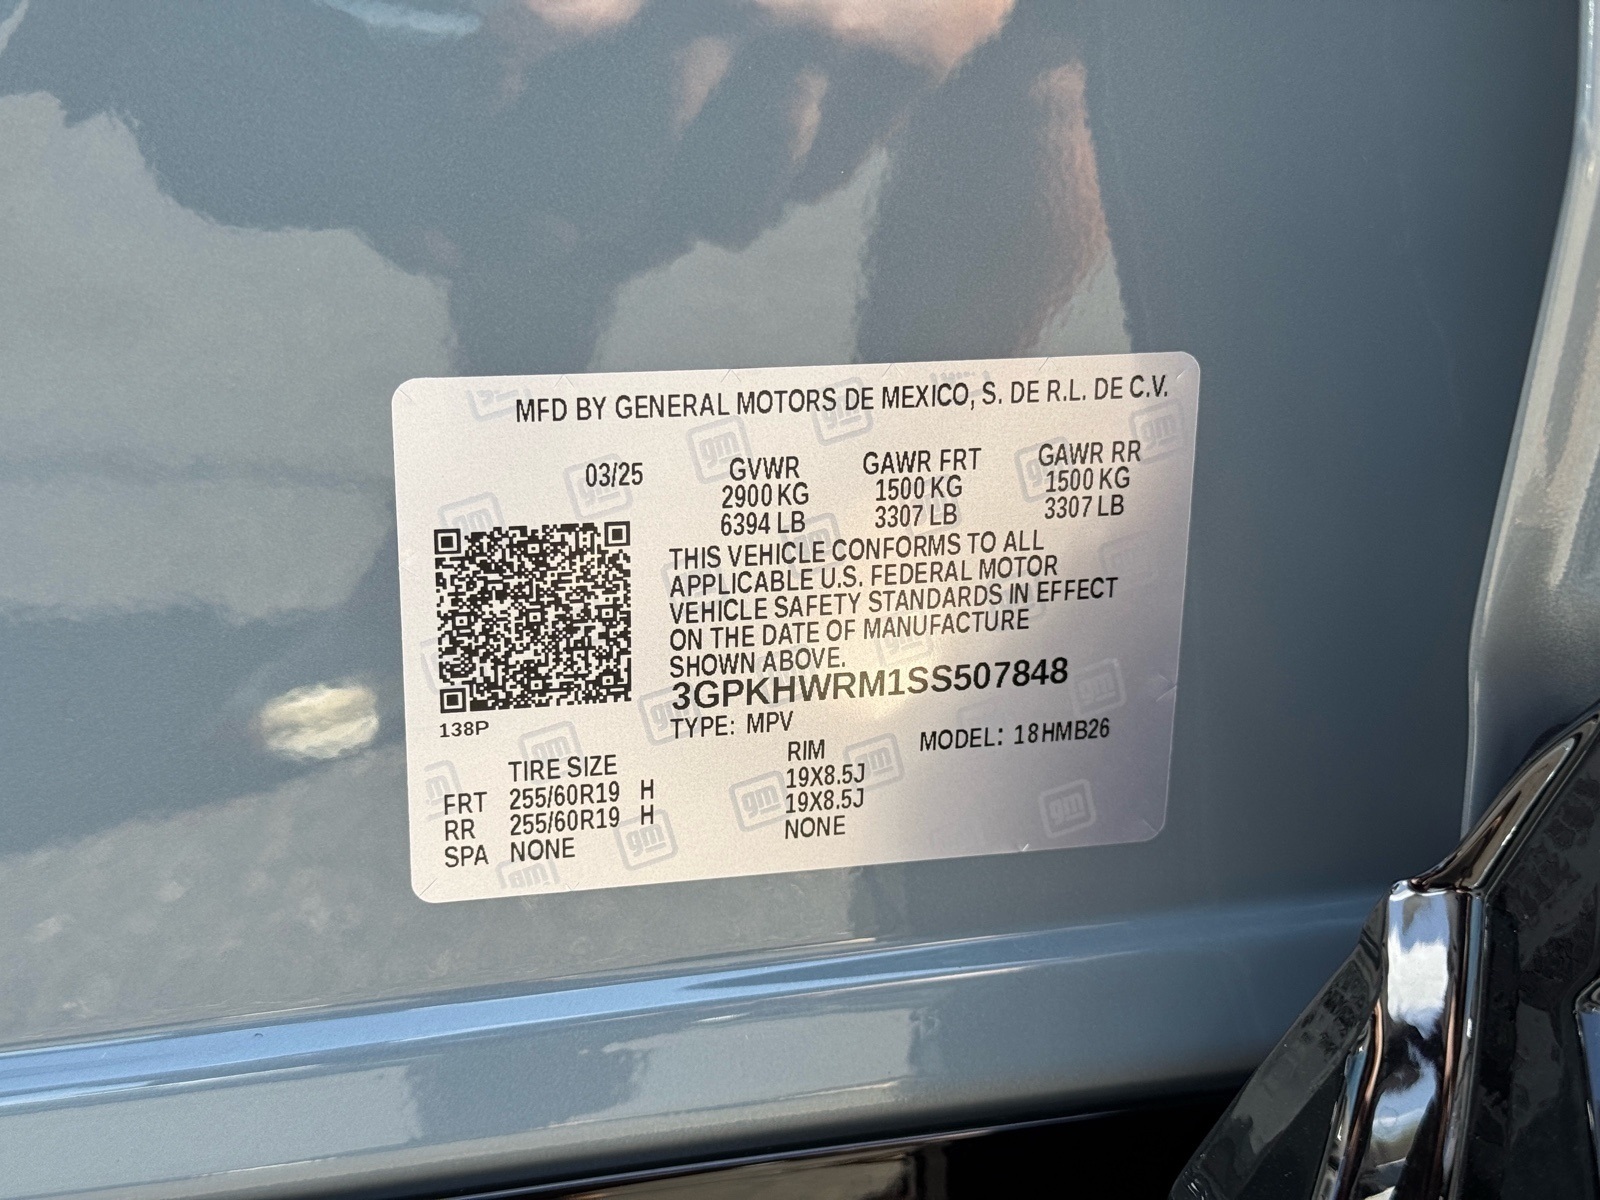 MFD BY GENERAL MOTORS DE MEXICO, S. DE R.L. DE C.V.
03/25 GVWR GAWR FRT GAWR RR
2900 KG 1500 KG 1500 KG
6394 LB 3307 LB 3307 LB
THIS VEHICLE CONFORMS TO ALL
APPLICABLE U.S. FEDERAL MOTOR
VEHICLE SAFETY STANDARDS IN EFFECT
ON THE DATE OF MANUFACTURE
SHOWN ABOVE.
3GPKHWRM1SS507848
138P
TYPE: MPV MODEL: 18HMB26
TIRE SIZE RIM
FRT 255/60R19 H 19X8.5J
RR 255/60R19 H 19X8.5J
SPA NONE NONE